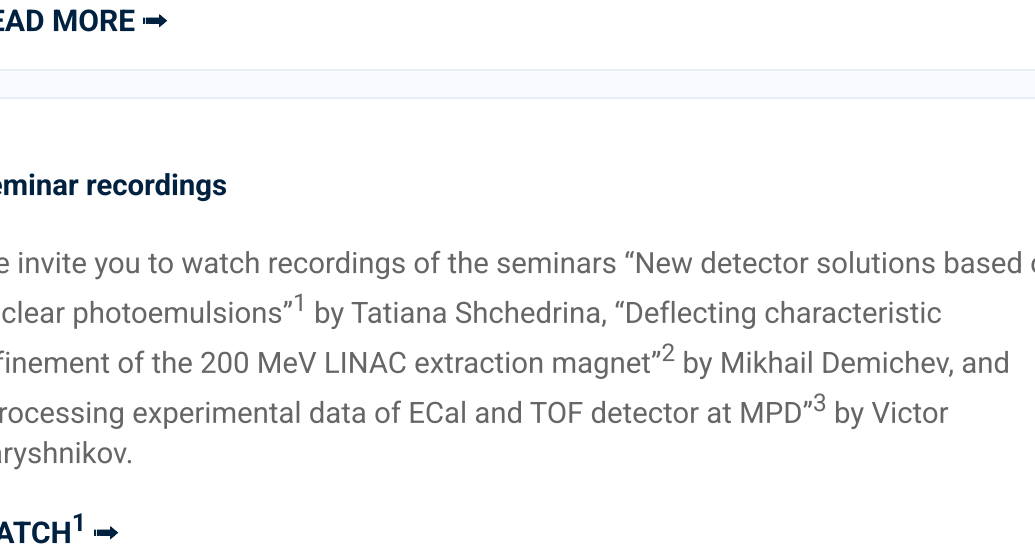 EAD MORE ➟
eminar recordings
e invite you to watch recordings of the seminars “New detector solutions based o
clear photoemulsions”1 by Tatiana Shchedrina, “Deflecting characteristic
finement of the 200 MeV LINAC extraction magnet”2 by Mikhail Demichev, and
rocessing experimental data of ECal and TOF detector at MPD”3 by Victor
aryshnikov.
ATCH1 ➟